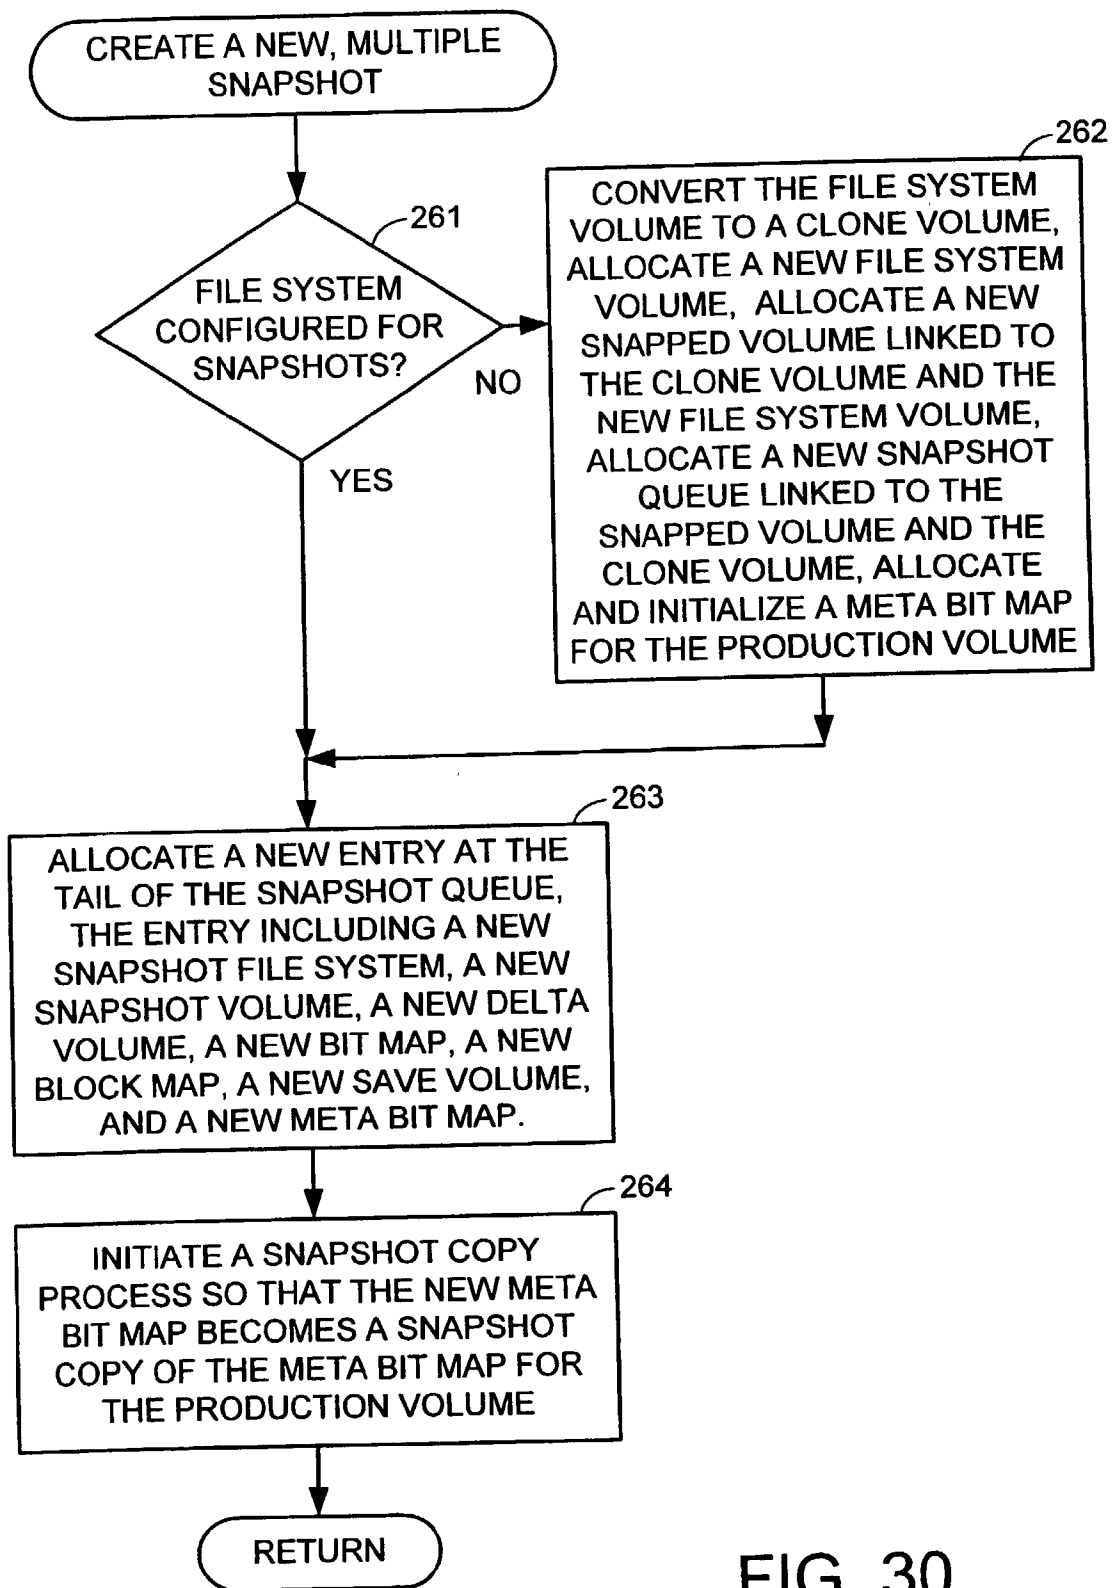 CREATE A NEW, MULTIPLE
SNAPSHOT
261
FILE SYSTEM
CONFIGURED FOR
SNAPSHOTS?
NO
YES
262
CONVERT THE FILE SYSTEM
VOLUME TO A CLONE VOLUME,
ALLOCATE A NEW FILE SYSTEM
VOLUME, ALLOCATE A NEW
SNAPPED VOLUME LINKED TO
THE CLONE VOLUME AND THE
NEW FILE SYSTEM VOLUME,
ALLOCATE A NEW SNAPSHOT
QUEUE LINKED TO THE
SNAPPED VOLUME AND THE
CLONE VOLUME, ALLOCATE
AND INITIALIZE A META BIT MAP
FOR THE PRODUCTION VOLUME
263
ALLOCATE A NEW ENTRY AT THE
TAIL OF THE SNAPSHOT QUEUE,
THE ENTRY INCLUDING A NEW
SNAPSHOT FILE SYSTEM, A NEW
SNAPSHOT VOLUME, A NEW DELTA
VOLUME, A NEW BIT MAP, A NEW
BLOCK MAP, A NEW SAVE VOLUME,
AND A NEW META BIT MAP.
264
INITIATE A SNAPSHOT COPY
PROCESS SO THAT THE NEW META
BIT MAP BECOMES A SNAPSHOT
COPY OF THE META BIT MAP FOR
THE PRODUCTION VOLUME
RETURN
FIG. 30